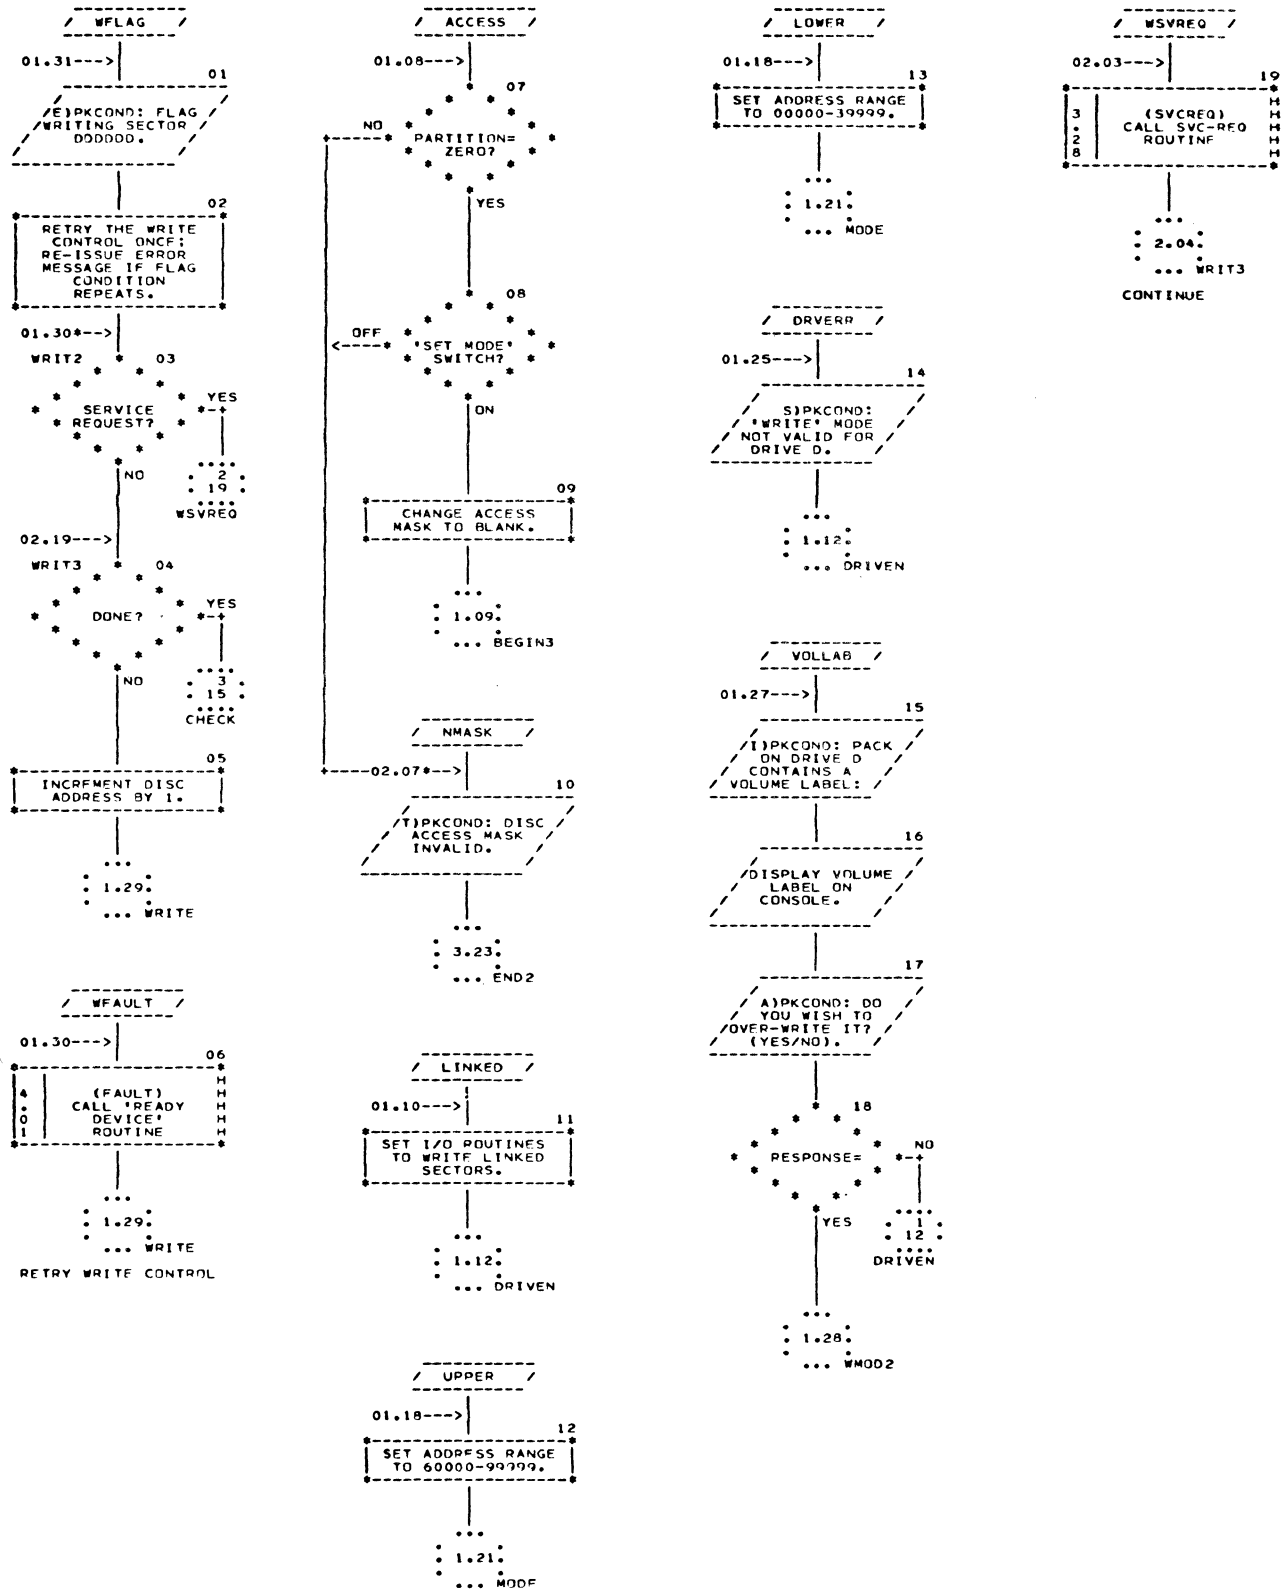 WFLAG
01.31--->
01
E)PKCOND: FLAG
WRITING SECTOR
DDDDDD.
02
RETRY THE WRITE
CONTROL ONCE;
RE-ISSUE ERROR
MESSAGE IF FLAG
CONDITION
REPEATS.
01.30*-->
WRIT2
03
SERVICE
REQUEST?
YES
NO
2
19
WSVREQ
02.19--->
WRIT3
04
DONE?
YES
NO
3
15
CHECK
05
INCREMENT DISC
ADDRESS BY 1.
1.29
WRITE
WFAULT
01.30--->
06
4
.
0
1
(FAULT)
CALL 'READY
DEVICE'
ROUTINE
H
H
H
H
1.29
WRITE
RETRY WRITE CONTROL
ACCESS
01.08--->
07
PARTITION=
ZERO?
NO
YES
08
'SET MODE'
SWITCH?
OFF
ON
09
CHANGE ACCESS
MASK TO BLANK.
1.09
BEGIN3
NMASK
02.07*-->
10
T)PKCOND: DISC
ACCESS MASK
INVALID.
3.23
END2
LINKED
01.10--->
11
SET I/O ROUTINES
TO WRITE LINKED
SECTORS.
1.12
DRIVEN
UPPER
01.18--->
12
SET ADDRESS RANGE
TO 60000-99999.
1.21
MODE
LOWER
01.18--->
13
SET ADDRESS RANGE
TO 00000-39999.
1.21
MODE
DRVERR
01.25--->
14
S)PKCOND:
'WRITE' MODE
NOT VALID FOR
DRIVE D.
1.12
DRIVEN
VOLLAB
01.27--->
15
I)PKCOND: PACK
ON DRIVE D
CONTAINS A
VOLUME LABEL:
16
DISPLAY VOLUME
LABEL ON
CONSOLE.
17
A)PKCOND: DO
YOU WISH TO
OVER-WRITE IT?
(YES/NO).
18
RESPONSE=
NO
YES
1
12
DRIVEN
1.28
WMOD2
WSVREQ
02.03--->
19
3
.
2
8
(SVCREQ)
CALL SVC-REQ
ROUTINE
H
H
H
H
H
2.04
WRIT3
CONTINUE